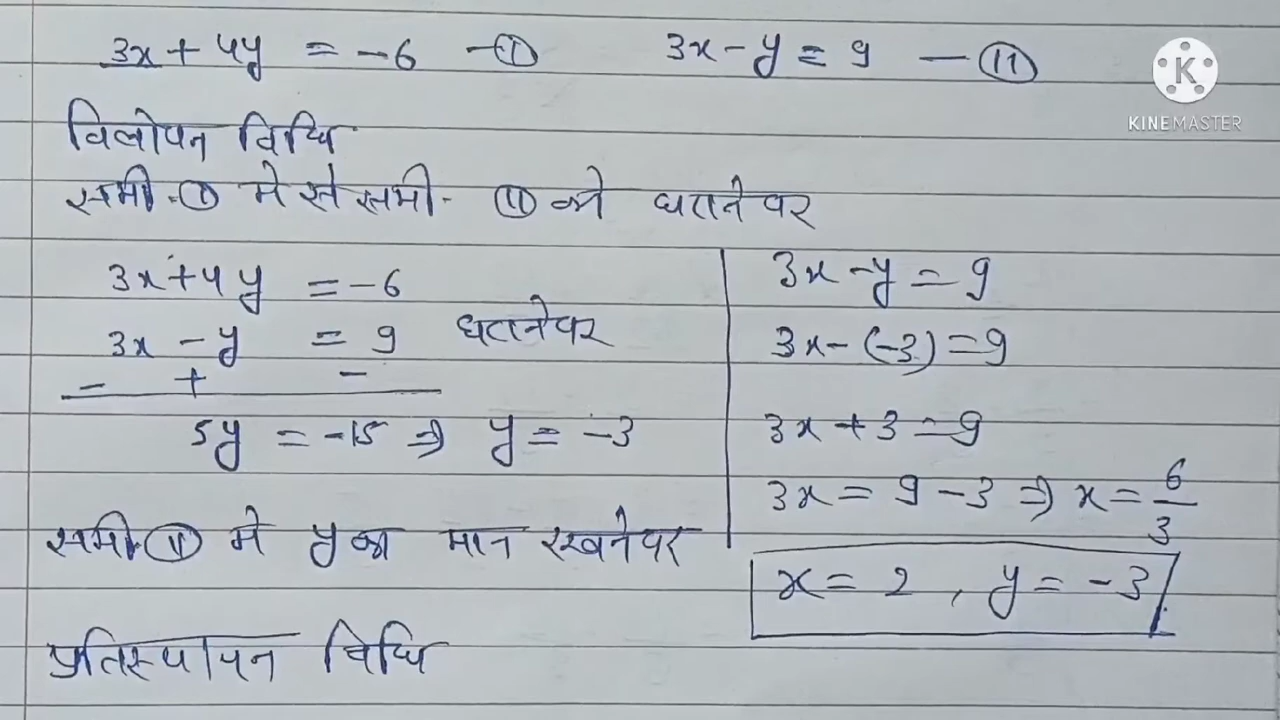 3x + 4y = -6 -(I) 3x - y = 9 -(11)
KINEMASTER
विलोपन विधि
समी.(I) मे से समी. (II) को घटाने पर
3x + 4y = -6
3x - y = 9 घटाने पर
- + -
5y = -15 ⇒ y = -3
समी.(II) मे y का मान रखने पर
3x - y = 9
3x - (-3) = 9
3x + 3 = 9
3x = 9 - 3 ⇒ x = 6/3
x = 2, y = -3
प्रतिस्थापन विधि